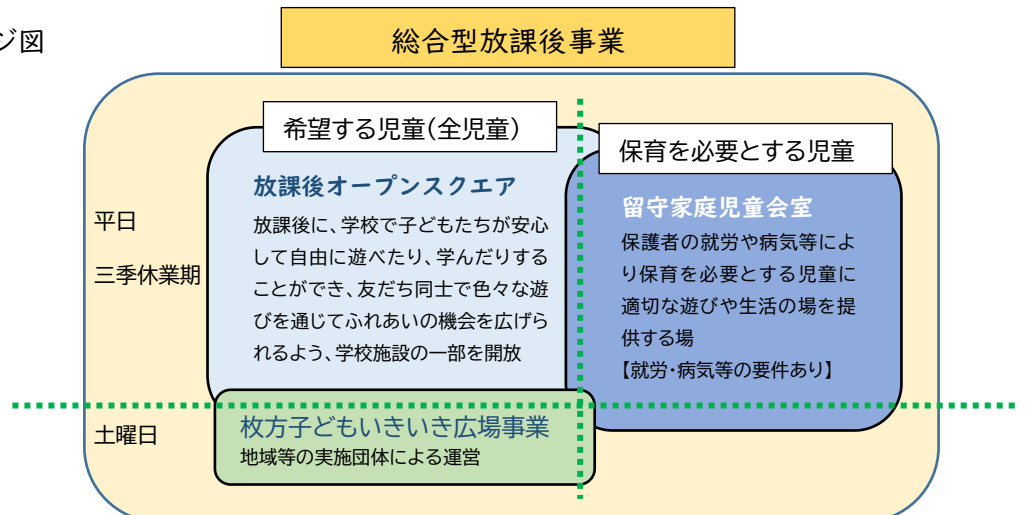 ジ図
総合型放課後事業
希望する児童(全児童)
保育を必要とする児童
放課後オープンスクエア
放課後に、学校で子どもたちが安心
して自由に遊べたり、学んだりする
ことができ、友だち同士で色々な遊
びを通じてふれあいの機会を広げら
れるよう、学校施設の一部を開放
留守家庭児童会室
保護者の就労や病気等によ
り保育を必要とする児童に
適切な遊びや生活の場を提
供する場
【就労・病気等の要件あり】
平日
三季休業期
土曜日
枚方子どもいきいき広場事業
地域等の実施団体による運営